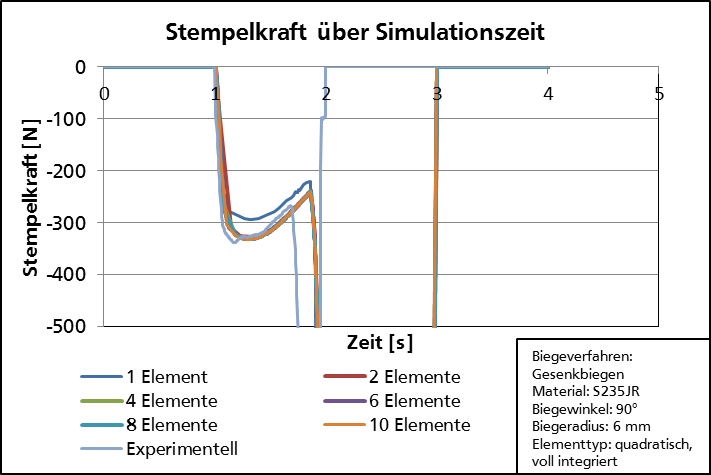 Stempelkraft über Simulationszeit
0
-100
-200
-300
-400
-500
0 1 2 3 4 5
Stempelkraft [N]
Zeit [s]
1 Element
2 Elemente
4 Elemente
6 Elemente
8 Elemente
10 Elemente
Experimentell
Biegeverfahren:
Gesenkbiegen
Material: S235JR
Biegewinkel: 90°
Biegeradius: 6 mm
Elementtyp: quadratisch,
voll integriert